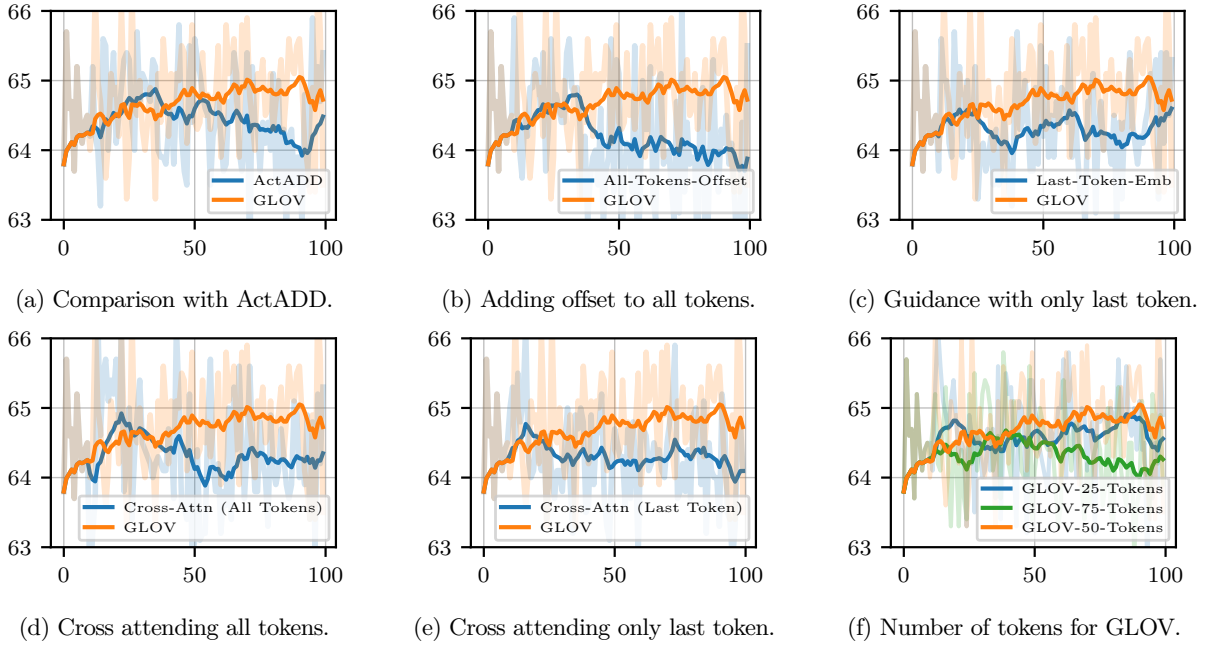 66
65
64
63
0
50
100
ActADD
GLOV
(a) Comparison with ActADD.
66
65
64
63
0
50
100
All-Tokens-Offset
GLOV
(b) Adding offset to all tokens.
66
65
64
63
0
50
100
Last-Token-Emb
GLOV
(c) Guidance with only last token.
66
65
64
63
0
50
100
Cross-Attn (All Tokens)
GLOV
(d) Cross attending all tokens.
66
65
64
63
0
50
100
Cross-Attn (Last Token)
GLOV
(e) Cross attending only last token.
66
65
64
63
0
50
100
GLOV-25-Tokens
GLOV-75-Tokens
GLOV-50-Tokens
(f) Number of tokens for GLOV.